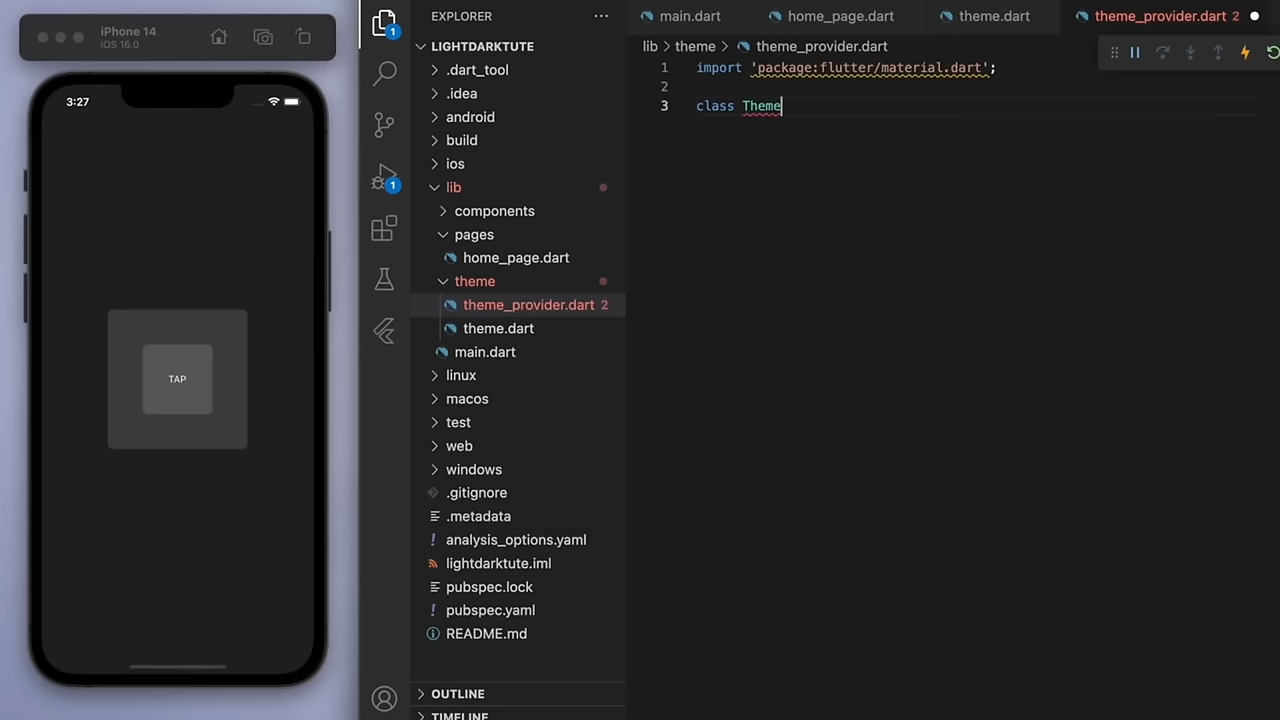 iPhone 14
iOS 16.0
3:27
TAP
1
1
EXPLORER
LIGHTDARKTUTE
.dart_tool
.idea
android
build
ios
lib
components
pages
home_page.dart
theme
theme_provider.dart 2
theme.dart
main.dart
linux
macos
test
web
windows
.gitignore
.metadata
analysis_options.yaml
lightdarktute.iml
pubspec.lock
pubspec.yaml
README.md
OUTLINE
TIMELINE
main.dart home_page.dart theme.dart theme_provider.dart 2
lib > theme > theme_provider.dart
1 import 'package:flutter/material.dart';
2
3 class Theme